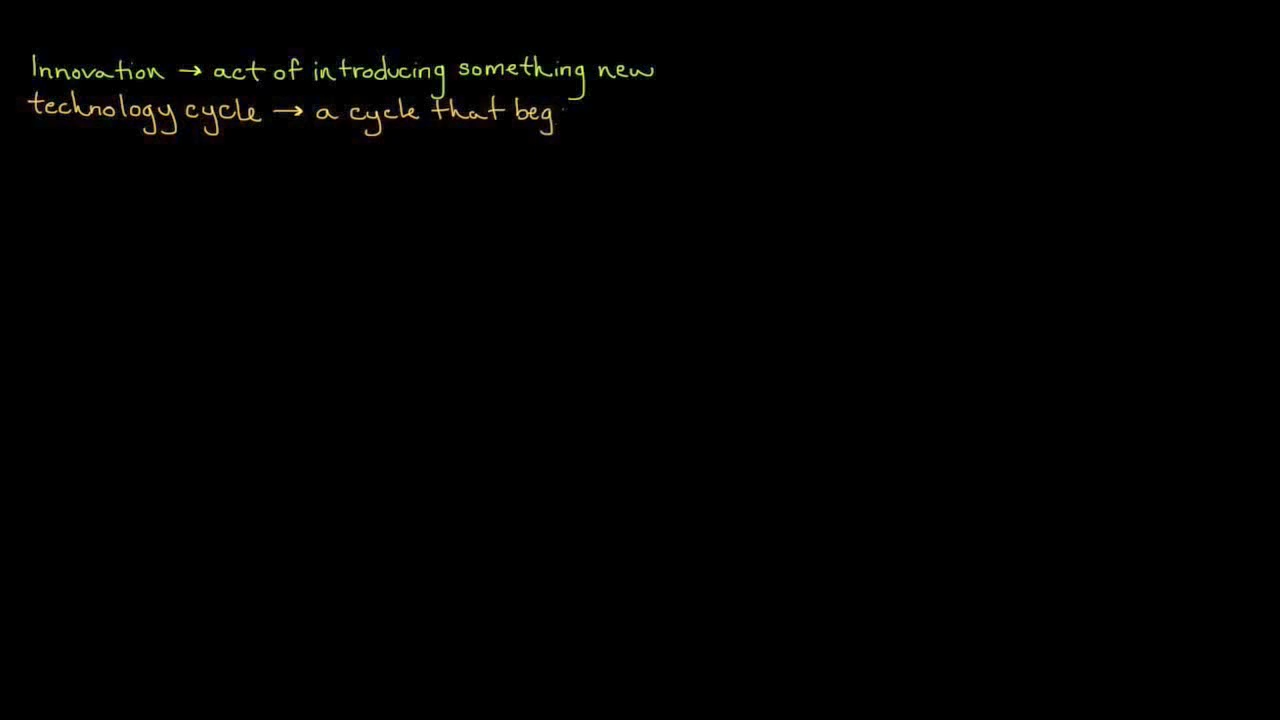 Innovation → act of introducing something new
technology cycle → a cycle that beg